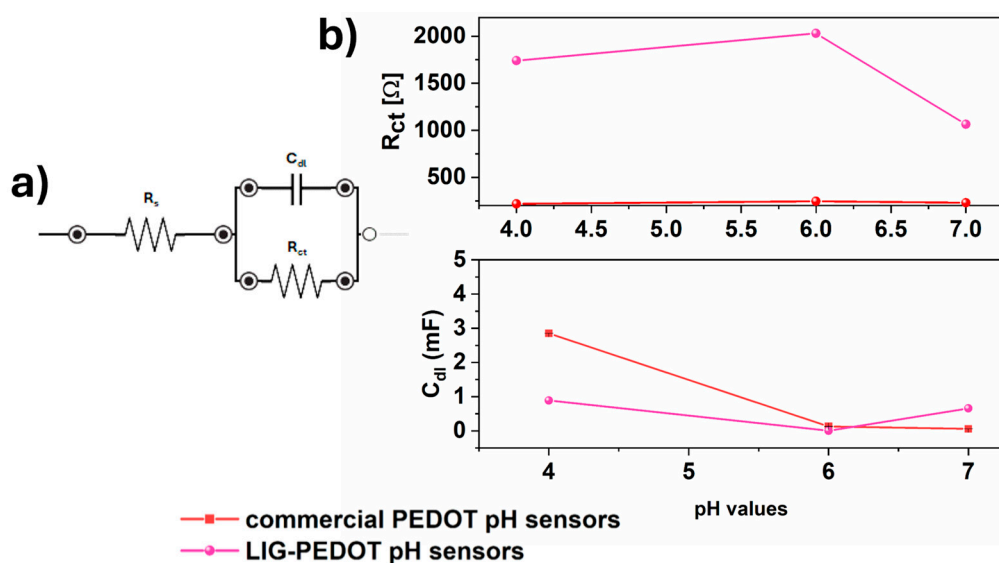 a)
Rs
Cdl
Rct
b)
Rct [Ω]
2000
1500
1000
500
4.0 4.5 5.0 5.5 6.0 6.5 7.0
Cdl (mF)
5
4
3
2
1
0
4 5 6 7
pH values
commercial PEDOT pH sensors
LIG-PEDOT pH sensors